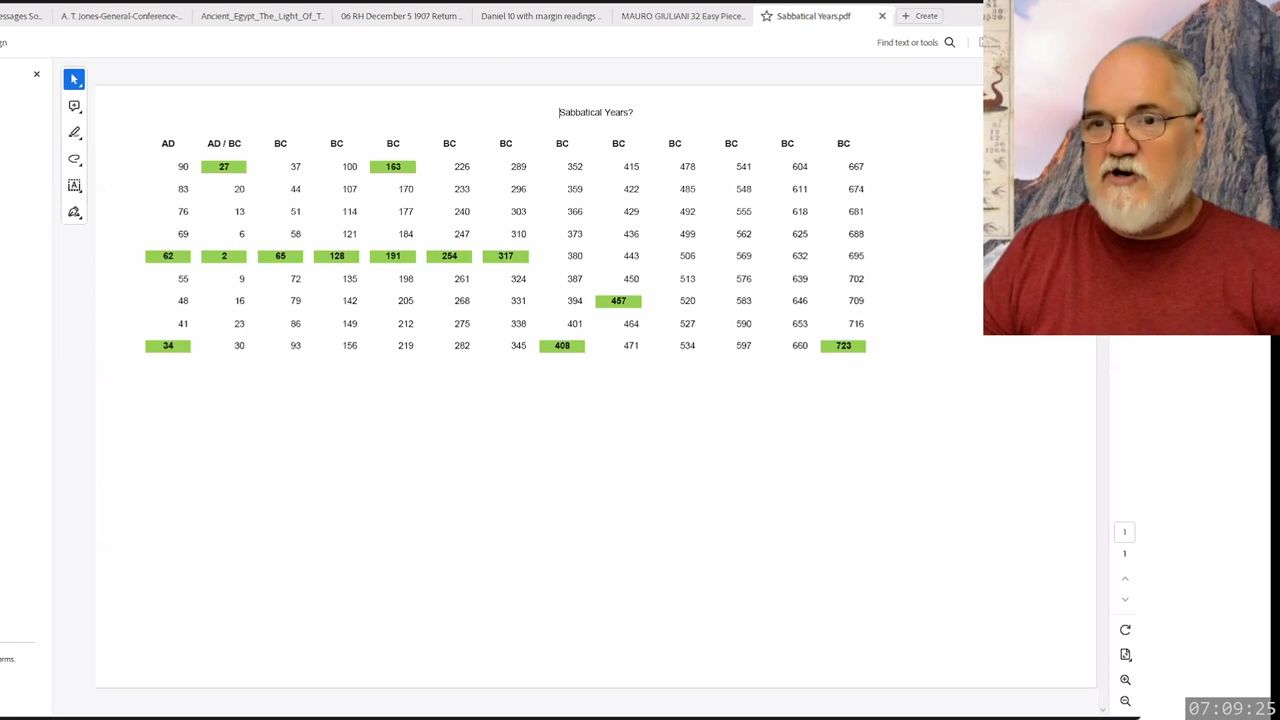 essages So...
A. T. Jones-General-Conference-...
Ancient_Egypt_The_Light_Of_T...
06 RH December 5 1907 Return ...
Daniel 10 with margin readings ...
MAURO GIULIANI 32 Easy Piece...
Sabbatical Years.pdf
Create
gn
Find text or tools
Sabbatical Years?
AD AD / BC BC BC BC BC BC BC BC BC BC BC BC
90 27 37 100 163 226 289 352 415 478 541 604 667
83 20 44 107 170 233 296 359 422 485 548 611 674
76 13 51 114 177 240 303 366 429 492 555 618 681
69 6 58 121 184 247 310 373 436 499 562 625 688
62 2 65 128 191 254 317 380 443 506 569 632 695
55 9 72 135 198 261 324 387 450 513 576 639 702
48 16 79 142 205 268 331 394 457 520 583 646 709
41 23 86 149 212 275 338 401 464 527 590 653 716
34 30 93 156 219 282 345 408 471 534 597 660 723
1
1
erms.
07:09:25